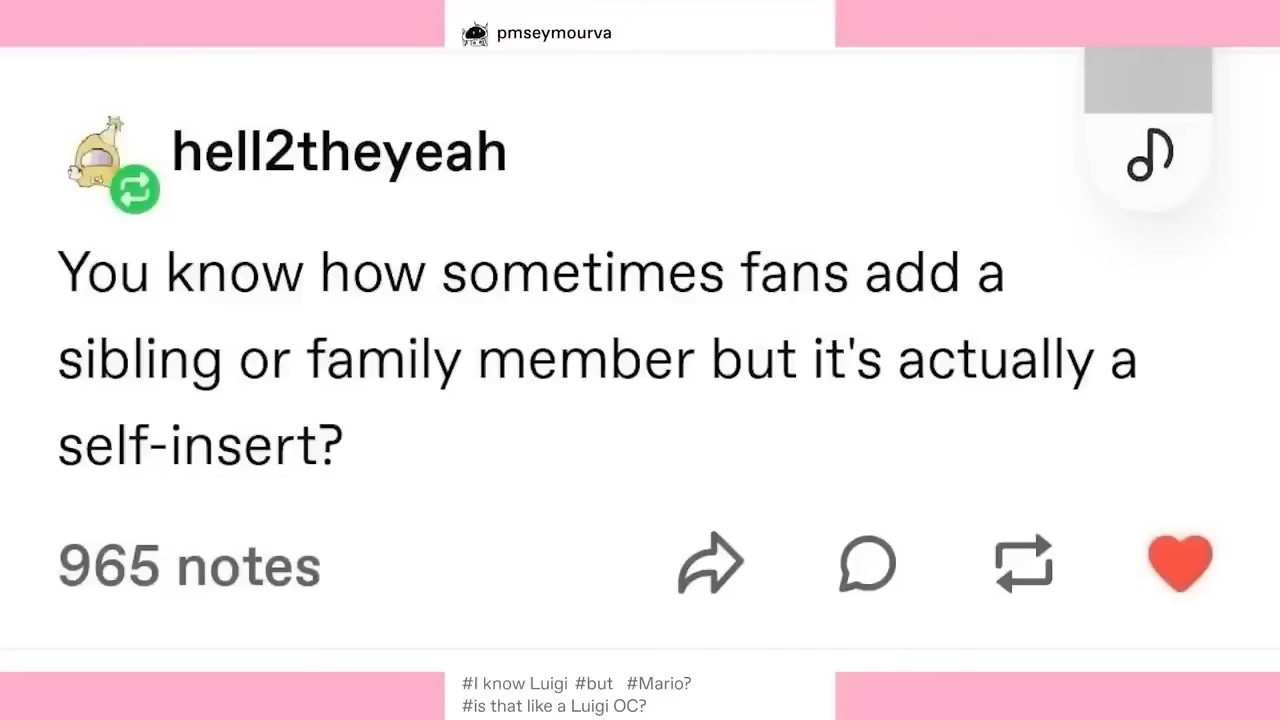 pmseymourva
hell2theyeah
You know how sometimes fans add a
sibling or family member but it's actually a
self-insert?
965 notes
#I know Luigi #but #Mario?
#is that like a Luigi OC?